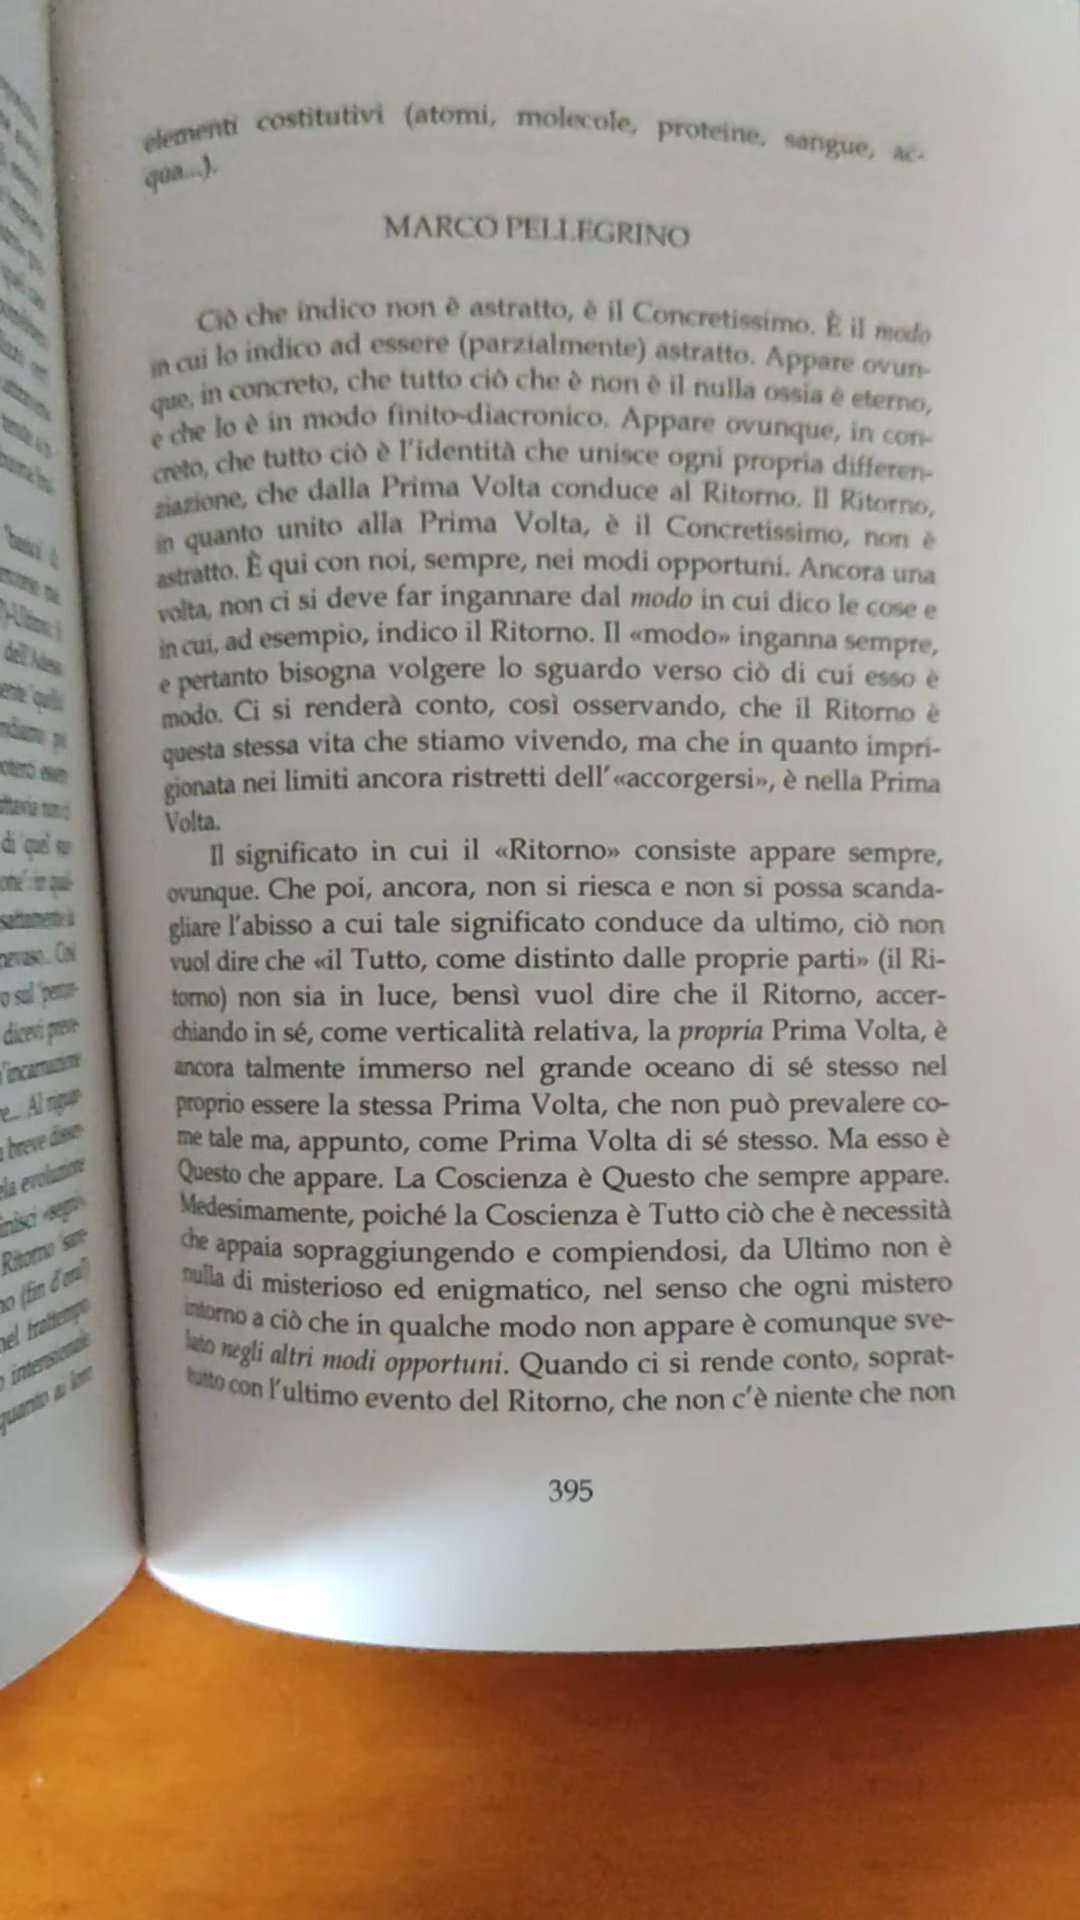 elementi costitutivi (atomi, molecole, proteine, sangue, ac-
qua...).
MARCO PELLEGRINO
Ciò che indico non è astratto, è il Concretissimo. È il modo
in cui lo indico ad essere (parzialmente) astratto. Appare ovun-
que, in concreto, che tutto ciò che è non è il nulla ossia è eterno,
e che lo è in modo finito-diacronico. Appare ovunque, in con-
creto, che tutto ciò è l'identità che unisce ogni propria differen-
ziazione, che dalla Prima Volta conduce al Ritorno. Il Ritorno,
in quanto unito alla Prima Volta, è il Concretissimo, non è
astratto. È qui con noi, sempre, nei modi opportuni. Ancora una
volta, non ci si deve far ingannare dal modo in cui dico le cose e
in cui, ad esempio, indico il Ritorno. Il «modo» inganna sempre,
e pertanto bisogna volgere lo sguardo verso ciò di cui esso è
modo. Ci si renderà conto, così osservando, che il Ritorno è
questa stessa vita che stiamo vivendo, ma che in quanto impri-
gionata nei limiti ancora ristretti dell'«accorgersi», è nella Prima
Volta.
Il significato in cui il «Ritorno» consiste appare sempre,
ovunque. Che poi, ancora, non si riesca e non si possa scanda-
gliare l'abisso a cui tale significato conduce da ultimo, ciò non
vuol dire che «il Tutto, come distinto dalle proprie parti» (il Ri-
torno) non sia in luce, bensì vuol dire che il Ritorno, accer-
chiando in sé, come verticalità relativa, la propria Prima Volta, è
ancora talmente immerso nel grande oceano di sé stesso nel
proprio essere la stessa Prima Volta, che non può prevalere co-
me tale ma, appunto, come Prima Volta di sé stesso. Ma esso è
Questo che appare. La Coscienza è Questo che sempre appare.
Medesimamente, poiché la Coscienza è Tutto ciò che è necessità
che appaia sopraggiungendo e compiendosi, da Ultimo non è
nulla di misterioso ed enigmatico, nel senso che ogni mistero
intorno a ciò che in qualche modo non appare è comunque sve-
lato negli altri modi opportuni. Quando ci si rende conto, soprat-
tutto con l'ultimo evento del Ritorno, che non c'è niente che non
395